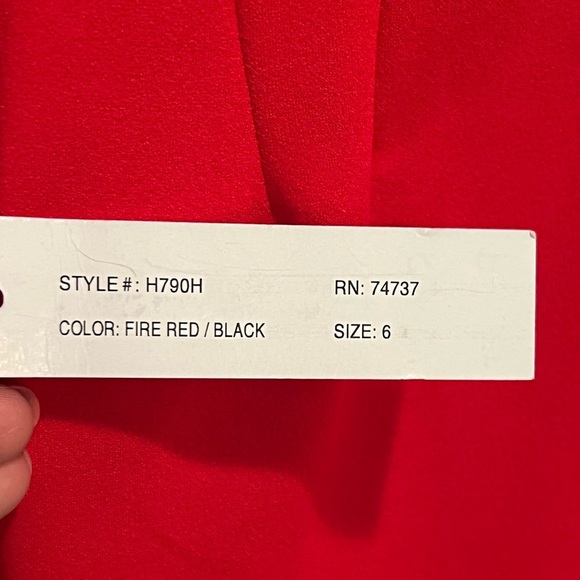 STYLE #: H790H RN: 74737
COLOR: FIRE RED / BLACK SIZE: 6